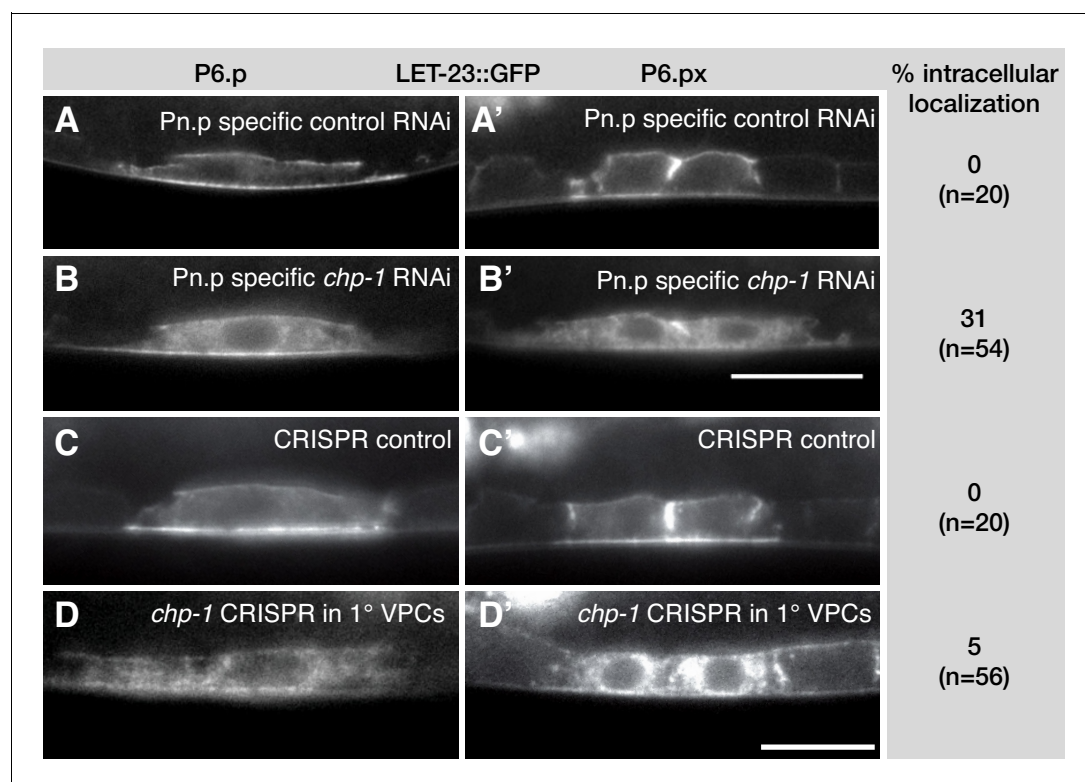 P6.p LET-23::GFP P6.px % intracellular
localization
A Pn.p specific control RNAi A' Pn.p specific control RNAi
0
(n=20)
B Pn.p specific chp-1 RNAi B' Pn.p specific chp-1 RNAi
31
(n=54)
C CRISPR control C' CRISPR control
0
(n=20)
D chp-1 CRISPR in 1° VPCs D' chp-1 CRISPR in 1° VPCs
5
(n=56)